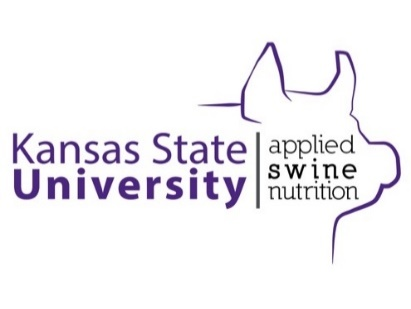 Kansas State
University
applied
swine
nutrition